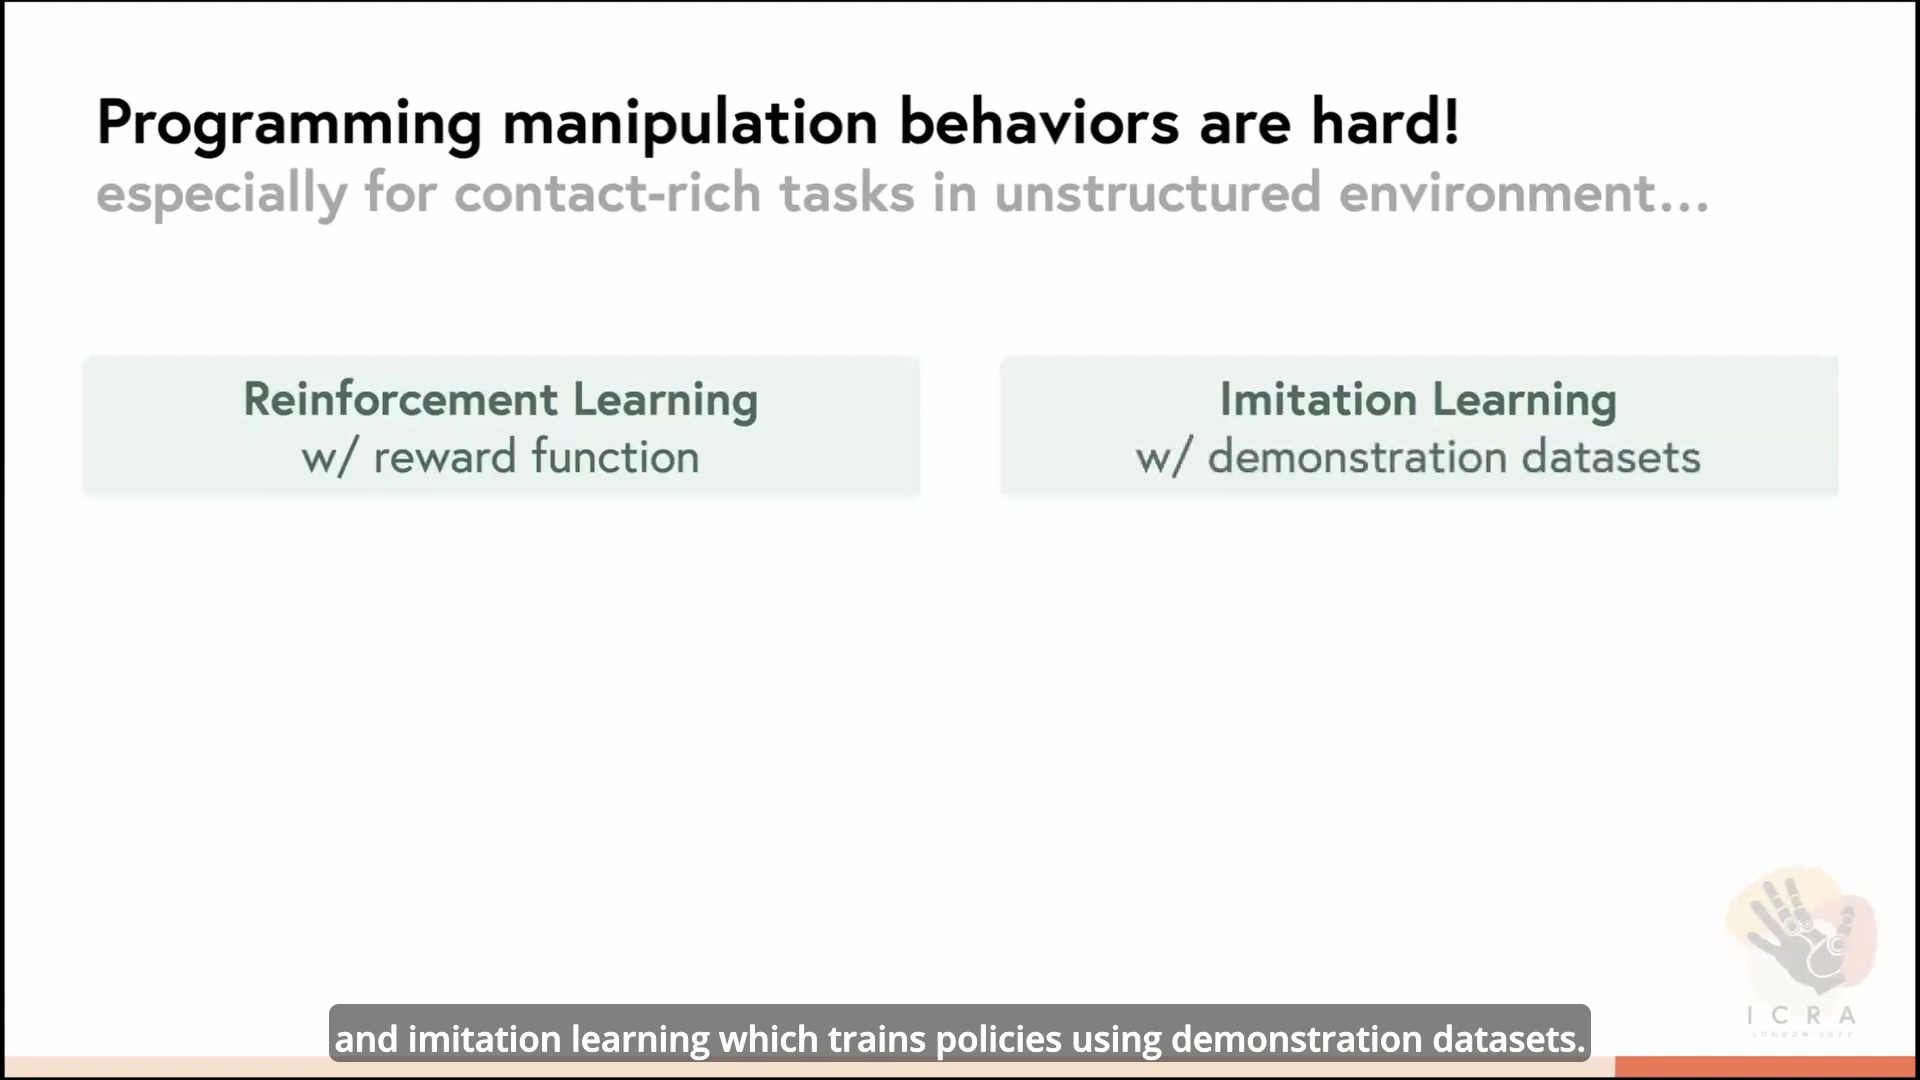 Programming manipulation behaviors are hard!
especially for contact-rich tasks in unstructured environment...
Reinforcement Learning
w/ reward function
Imitation Learning
w/ demonstration datasets
ICRA
and imitation learning which trains policies using demonstration datasets.